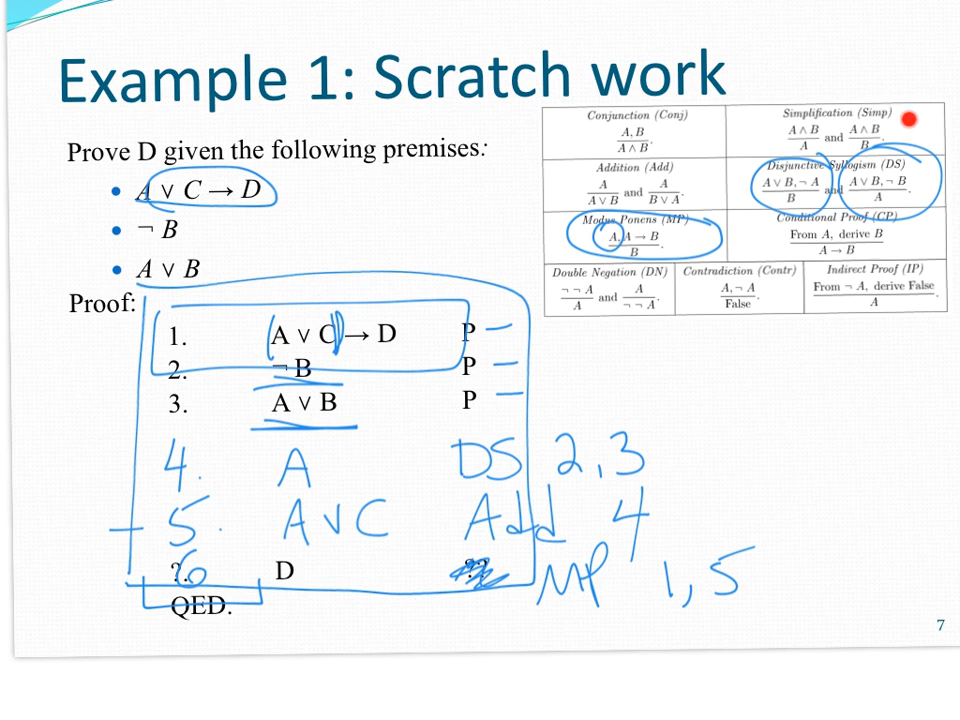 Example 1: Scratch work
Prove D given the following premises:
• A ∨ C → D
• ¬ B
• A ∨ B
Proof:
1. (A ∨ C) → D P
2. ¬ B P
3. A ∨ B P
4. A DS 2,3
5. A ∨ C Add 4
6 D MP 1,5
QED.
Conjunction (Conj)
A, B
A ∧ B .
Simplification (Simp)
A ∧ B and A ∧ B
A B .
Addition (Add)
A and A
A ∨ B B ∨ A .
Disjunctive Syllogism (DS)
A ∨ B, ¬ A and A ∨ B, ¬ B
B A .
Modus Ponens (MP)
A, A → B
B .
Conditional Proof (CP)
From A, derive B
A → B .
Double Negation (DN)
¬ ¬ A and A
A ¬ ¬ A .
Contradiction (Contr)
A, ¬ A
False .
Indirect Proof (IP)
From ¬ A, derive False
A .
7